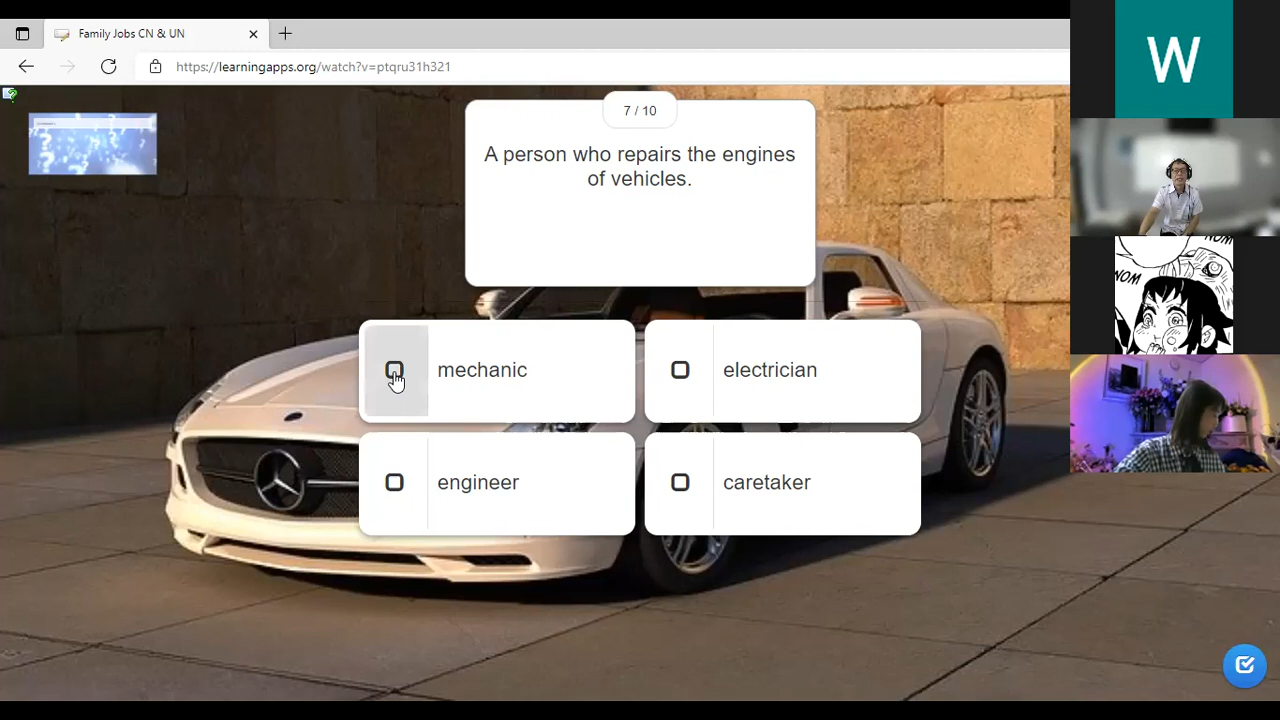 Family Jobs CN & UN
https://learningapps.org/watch?v=ptqru31h321
7 / 10
A person who repairs the engines
of vehicles.
mechanic
electrician
engineer
caretaker
W
NOM
NOM